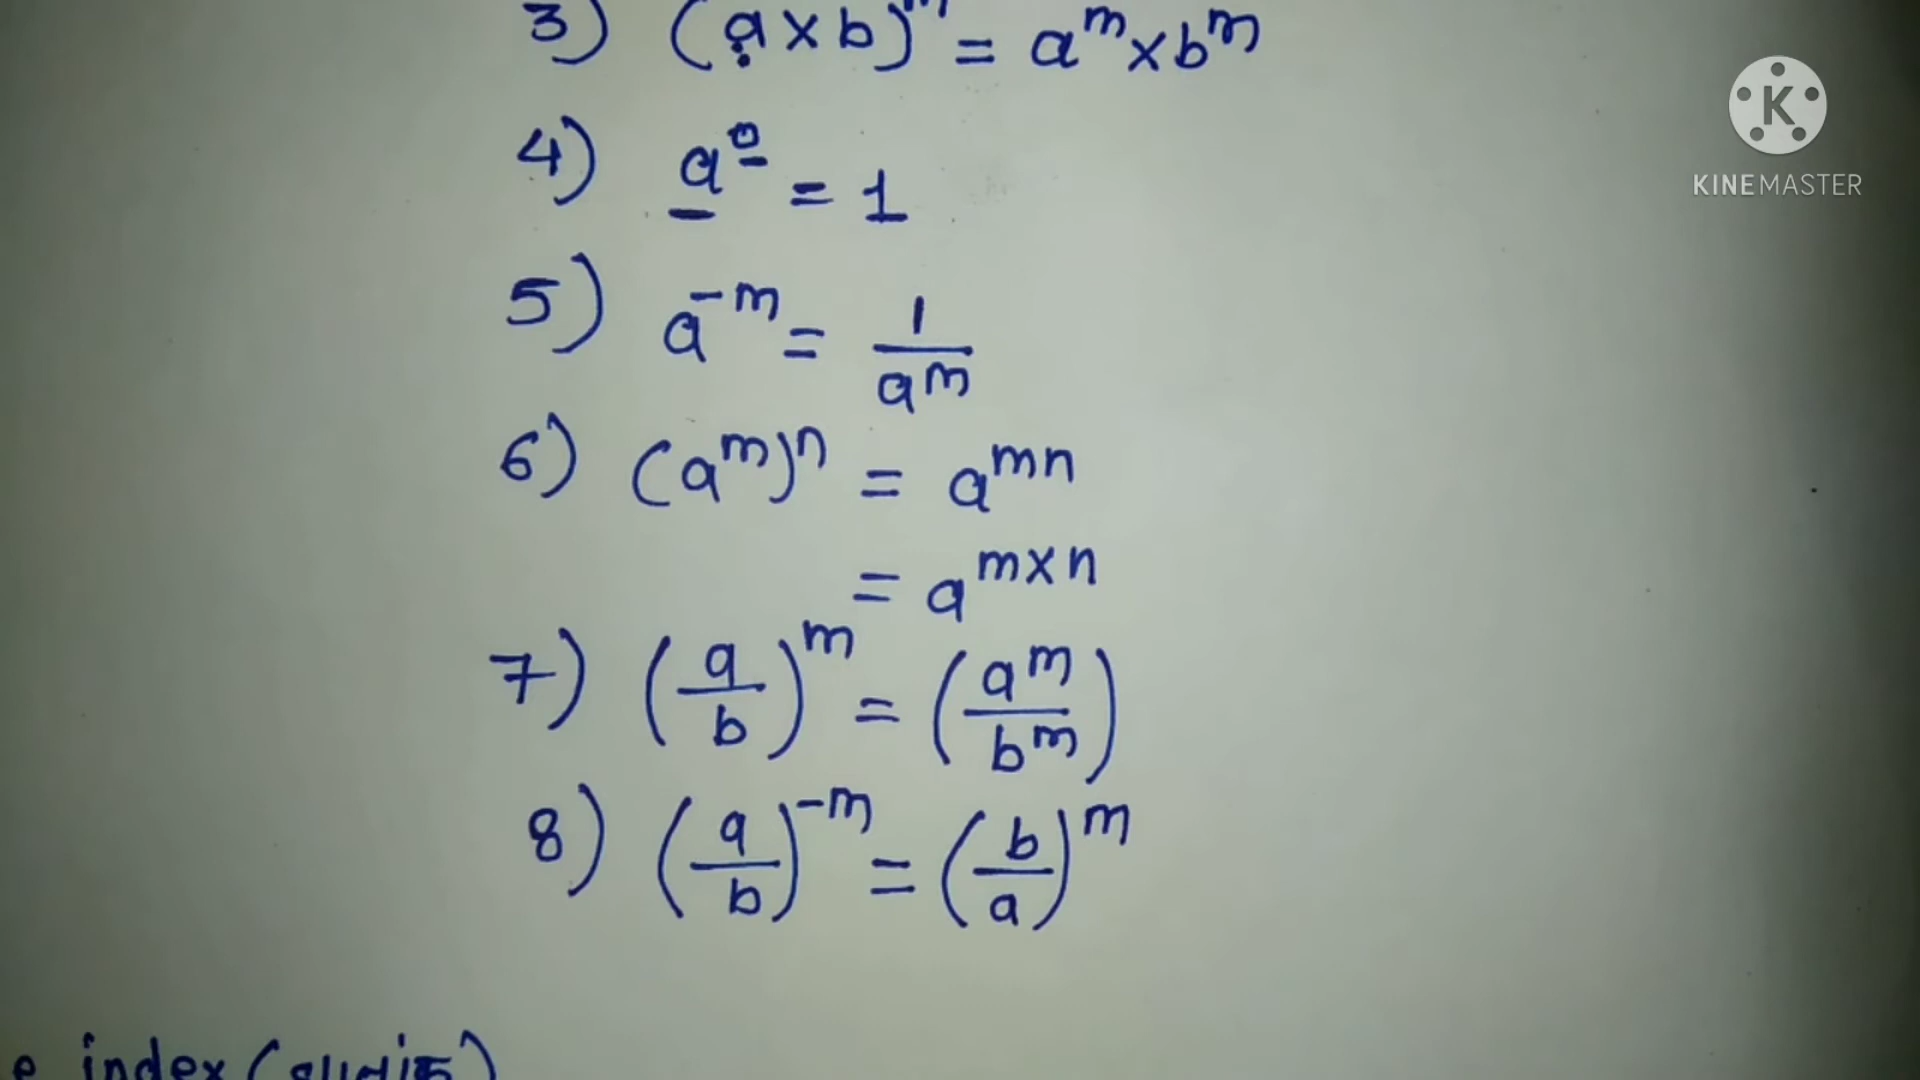 3) (a×b)^m = a^m × b^m
4) a^0 = 1
5) a^-m = 1/a^m
6) (a^m)^n = a^mn
= a^m×n
7) (a/b)^m = (a^m/b^m)
8) (a/b)^-m = (b/a)^m
index (
KINEMASTER